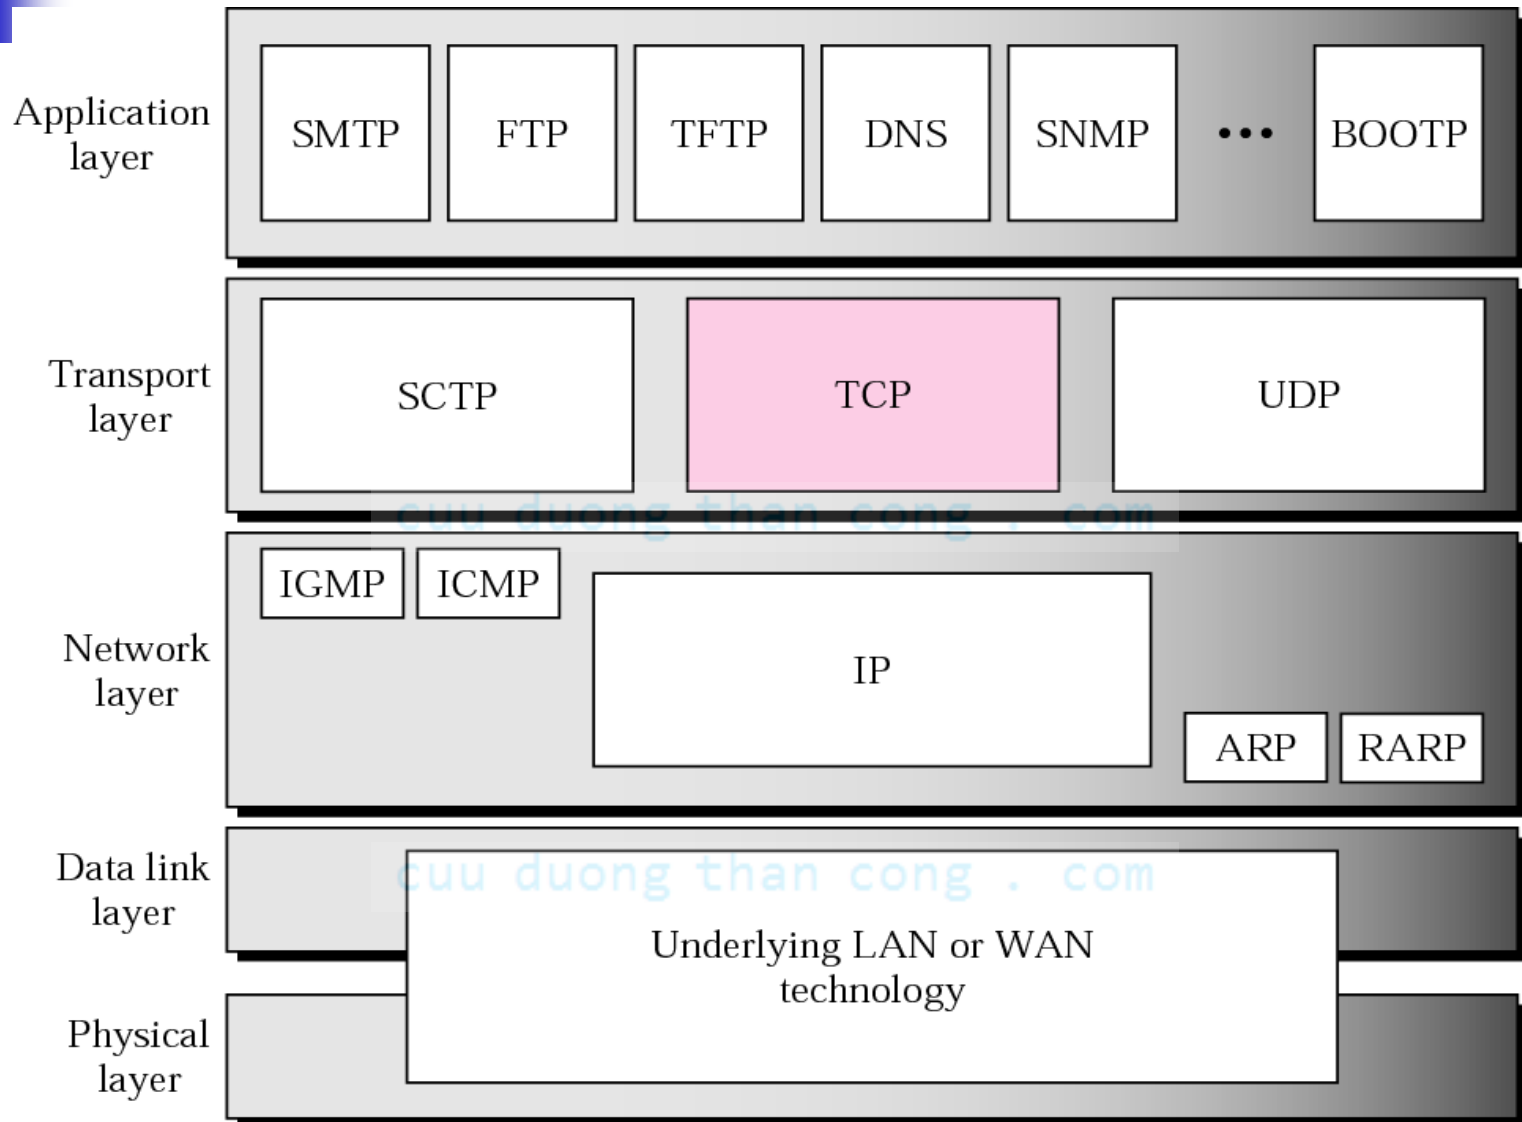 Application
layer
SMTP
FTP
TFTP
DNS
SNMP
•••
BOOTP
Transport
layer
SCTP
TCP
UDP
cuu duong than cong . com
Network
layer
IGMP
ICMP
IP
ARP
RARP
Data link
layer
cuu duong than cong . com
Underlying LAN or WAN
technology
Physical
layer